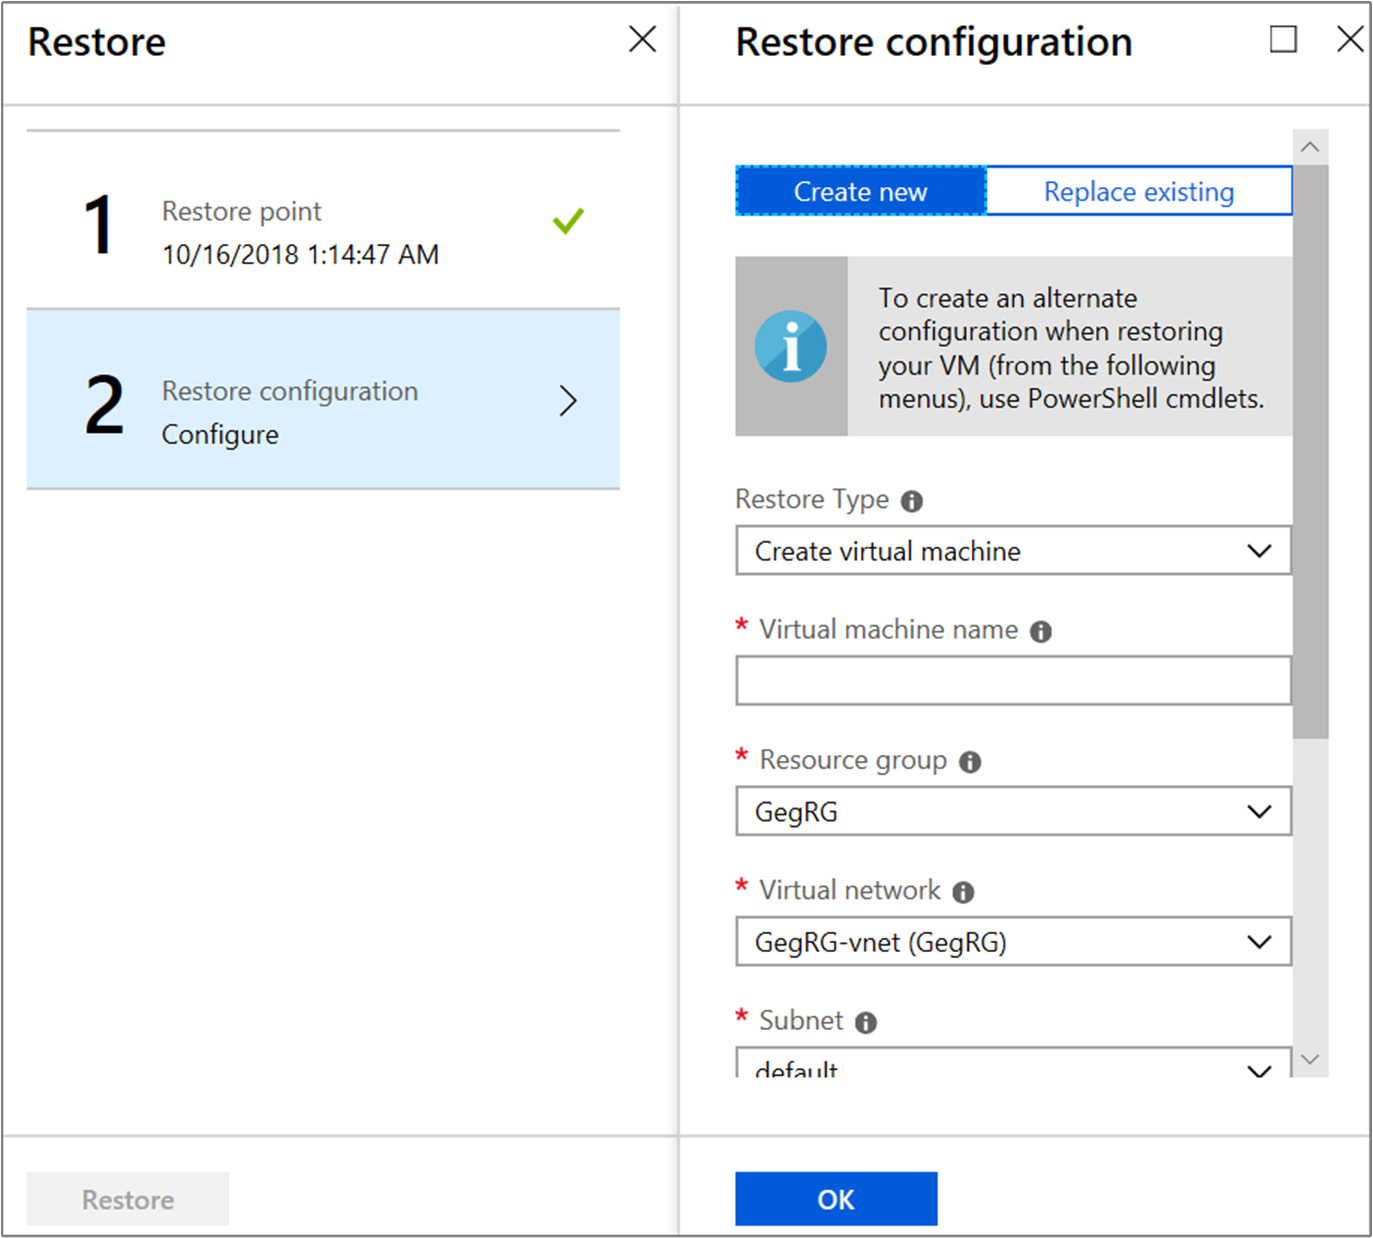 Restore
1
Restore point
10/16/2018 1:14:47 AM
2
Restore configuration
Configure
Restore
Restore configuration
Create new
Replace existing
i
To create an alternate
configuration when restoring
your VM (from the following
menus), use PowerShell cmdlets.
Restore Type i
Create virtual machine
* Virtual machine name i
* Resource group i
GegRG
* Virtual network i
GegRG-vnet (GegRG)
* Subnet i
default
OK